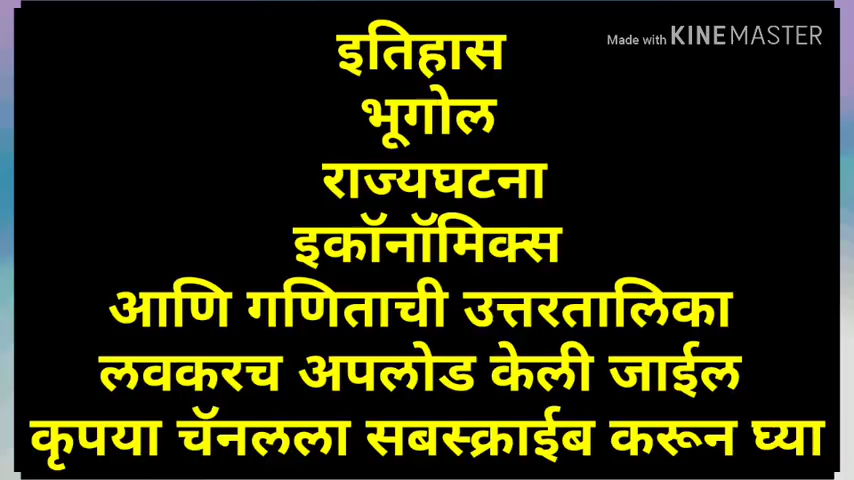 इतिहास
Made with KINEMASTER
भूगोल
राज्यघटना
इकॉनॉमिक्स
आणि गणिताची उत्तरतालिका
लवकरच अपलोड केली जाईल
कृपया चॅनलला सबस्क्राईब करून घ्या